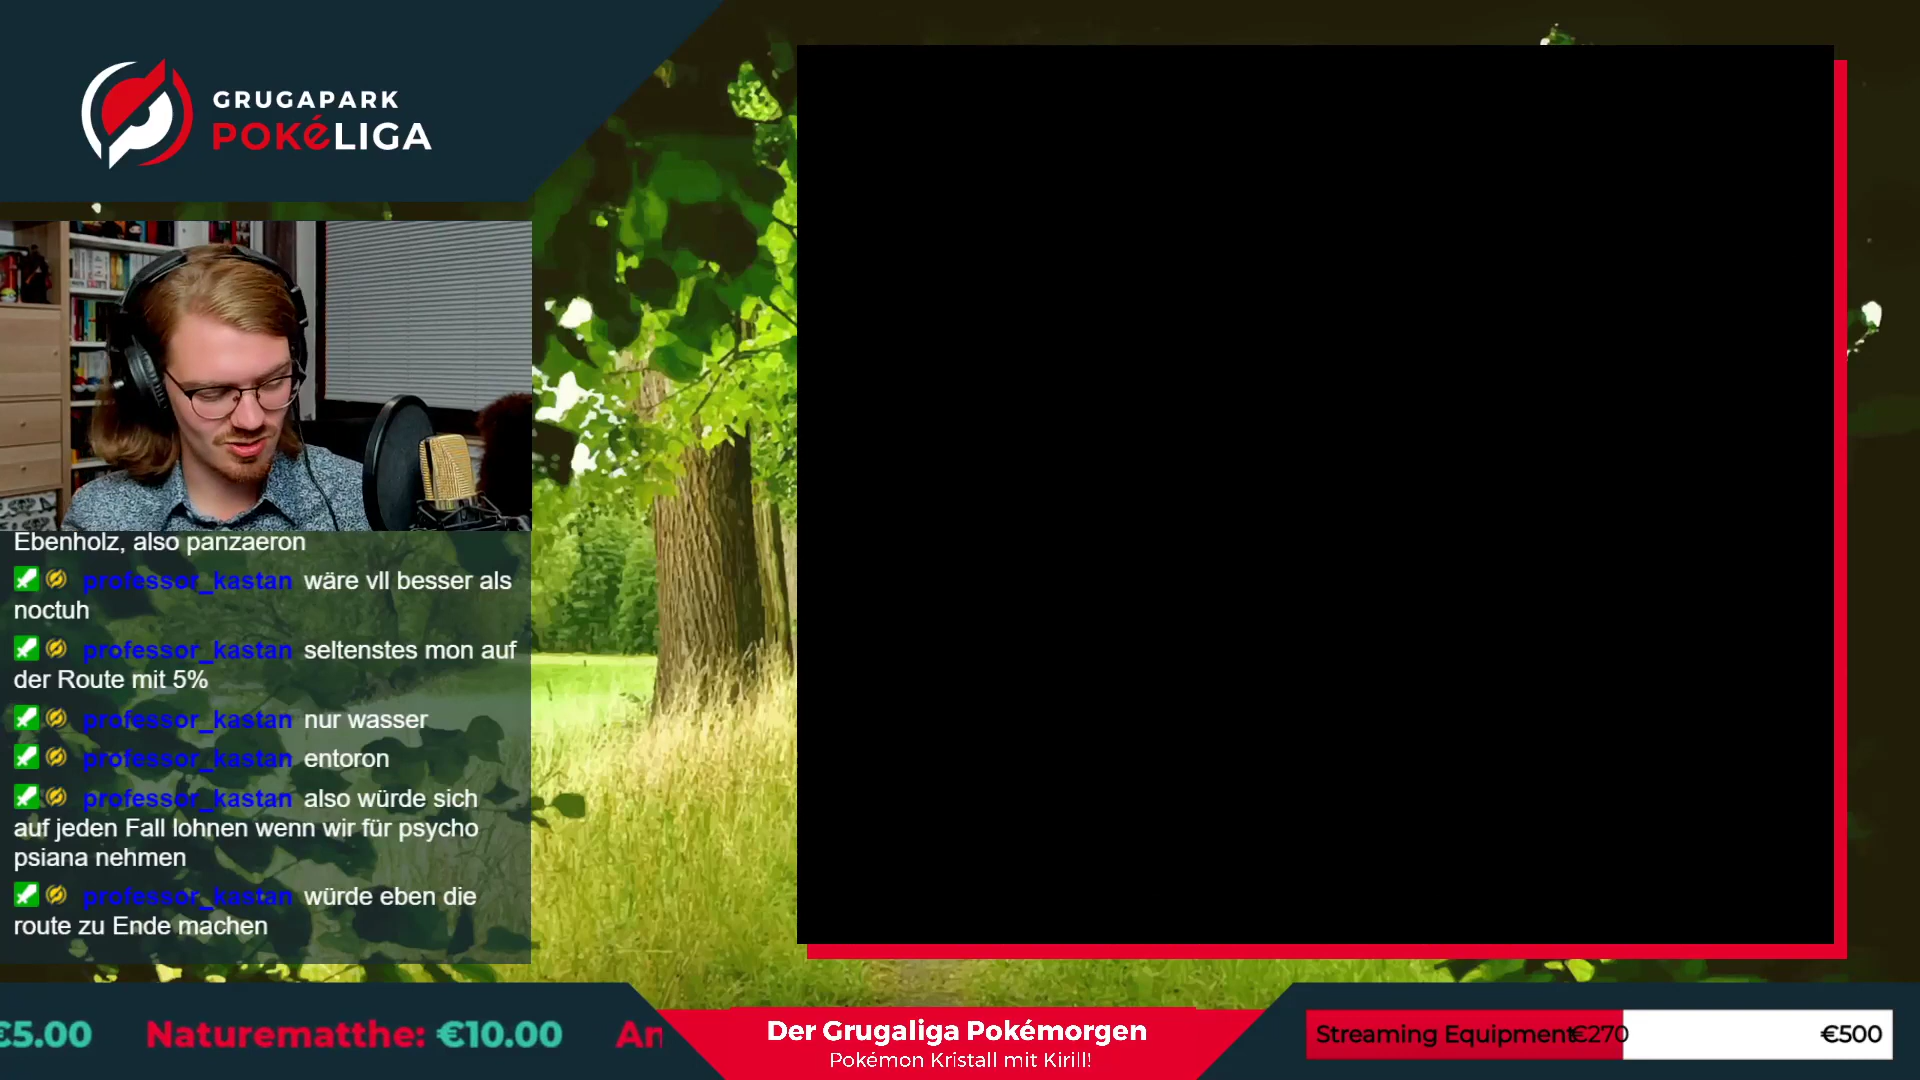 GRUGAPARK
POKéLIGA
Ebenholz, also panzaeron
professor_kastan wäre vll besser als
noctuh
professor_kastan seltenstes mon auf
der Route mit 5%
professor_kastan nur wasser
professor_kastan entoron
professor_kastan also würde sich
auf jeden Fall lohnen wenn wir für psycho
psiana nehmen
professor_kastan würde eben die
route zu Ende machen
€5.00 Naturematthe: €10.00 An
Der Grugaliga Pokémorgen
Pokémon Kristall mit Kirill!
Streaming Equipment €270 €500